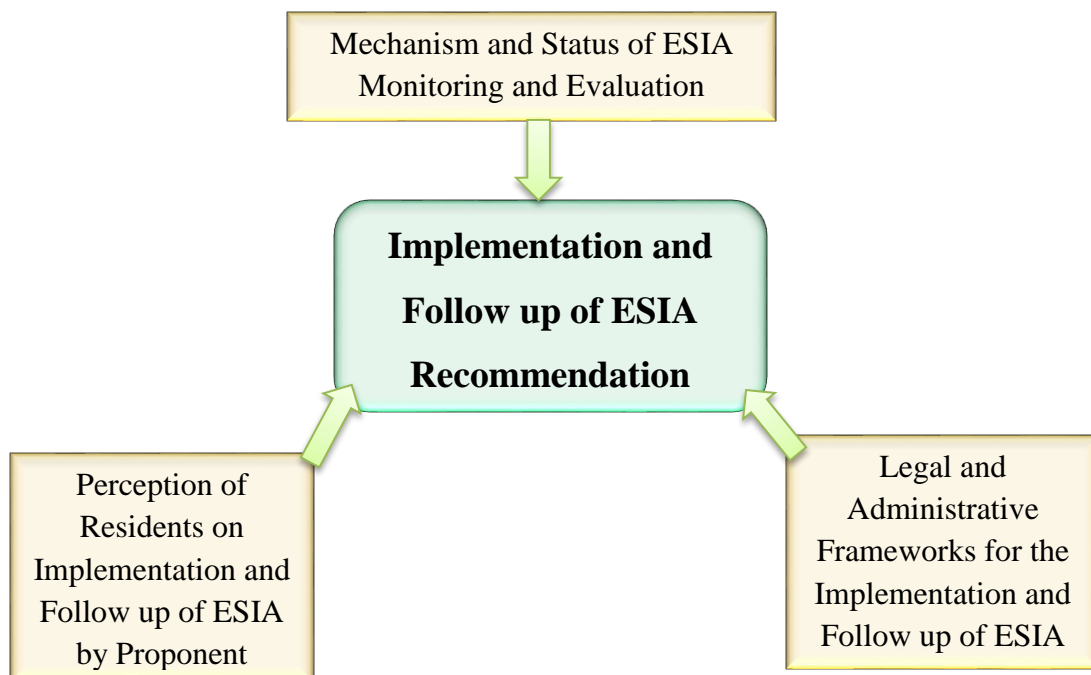 Mechanism and Status of ESIA
Monitoring and Evaluation
Implementation and
Follow up of ESIA
Recommendation
Perception of
Residents on
Implementation and
Follow up of ESIA
by Proponent
Legal and
Administrative
Frameworks for the
Implementation and
Follow up of ESIA